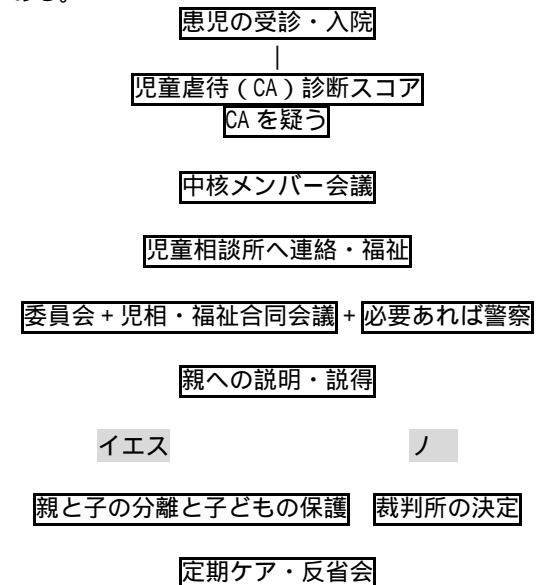 める。
患児の受診・入院
|
児童虐待(CA)診断スコア
CAを疑う
中核メンバー会議
児童相談所へ連絡・福祉
委員会+児相・福祉合同会議+必要あれば警察
親への説明・説得
イエス ノ
親と子の分離と子どもの保護 裁判所の決定
定期ケア・反省会